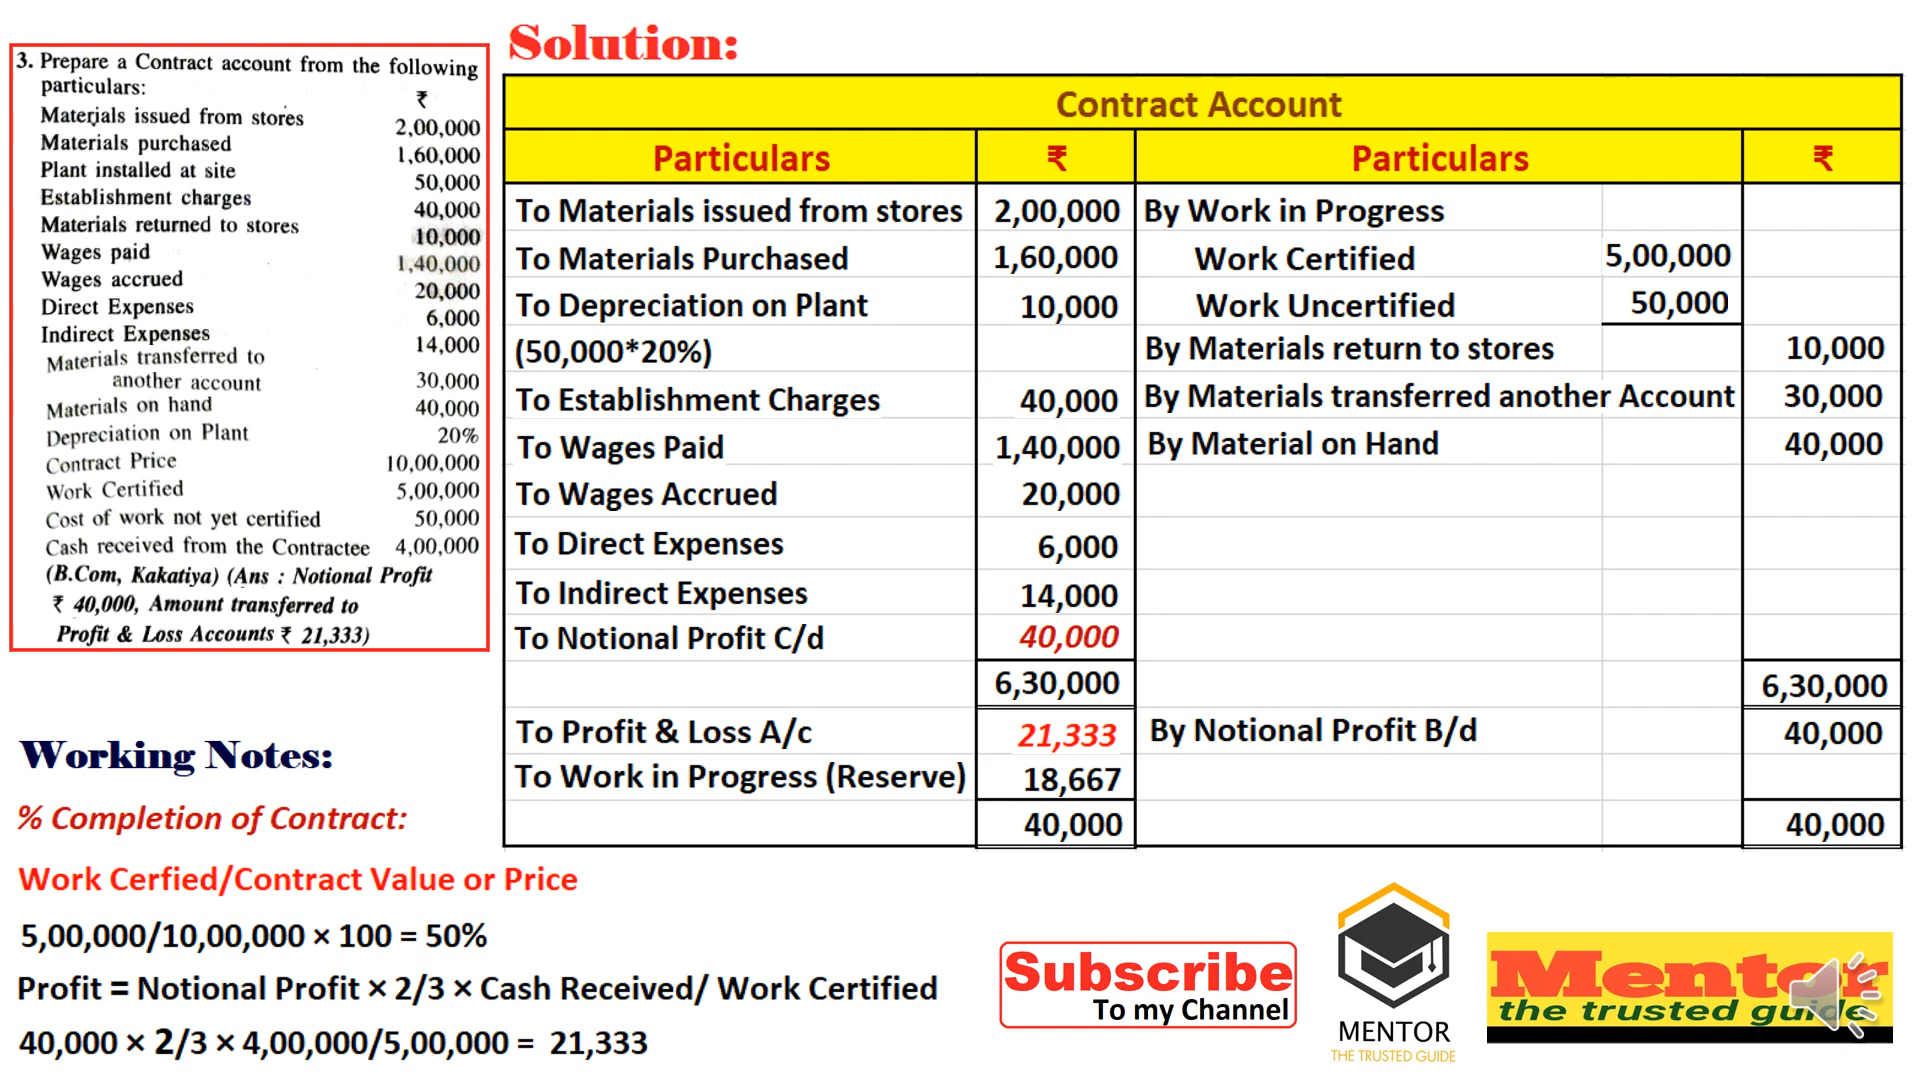 Solution:
3. Prepare a Contract account from the following
particulars:
₹
Materials issued from stores 2,00,000
Materials purchased 1,60,000
Plant installed at site 50,000
Establishment charges 40,000
Materials returned to stores 10,000
Wages paid 1,40,000
Wages accrued 20,000
Direct Expenses 6,000
Indirect Expenses 14,000
Materials transferred to
another account 30,000
Materials on hand 40,000
Depreciation on Plant 20%
Contract Price 10,00,000
Work Certified 5,00,000
Cost of work not yet certified 50,000
Cash received from the Contractee 4,00,000
(B.Com, Kakatiya) (Ans : Notional Profit
₹ 40,000, Amount transferred to
Profit & Loss Accounts ₹ 21,333)
Contract Account
Particulars ₹ Particulars ₹
To Materials issued from stores 2,00,000 By Work in Progress
To Materials Purchased 1,60,000 Work Certified 5,00,000
To Depreciation on Plant 10,000 Work Uncertified 50,000
(50,000*20%) By Materials return to stores 10,000
To Establishment Charges 40,000 By Materials transferred another Account 30,000
To Wages Paid 1,40,000 By Material on Hand 40,000
To Wages Accrued 20,000
To Direct Expenses 6,000
To Indirect Expenses 14,000
To Notional Profit C/d 40,000
6,30,000 6,30,000
To Profit & Loss A/c 21,333 By Notional Profit B/d 40,000
To Work in Progress (Reserve) 18,667
40,000 40,000
Working Notes:
% Completion of Contract:
Work Cerfied/Contract Value or Price
5,00,000/10,00,000 × 100 = 50%
Profit = Notional Profit × 2/3 × Cash Received/ Work Certified
40,000 × 2/3 × 4,00,000/5,00,000 = 21,333
Subscribe
To my Channel
MENTOR
THE TRUSTED GUIDE
Mentor
the trusted guide